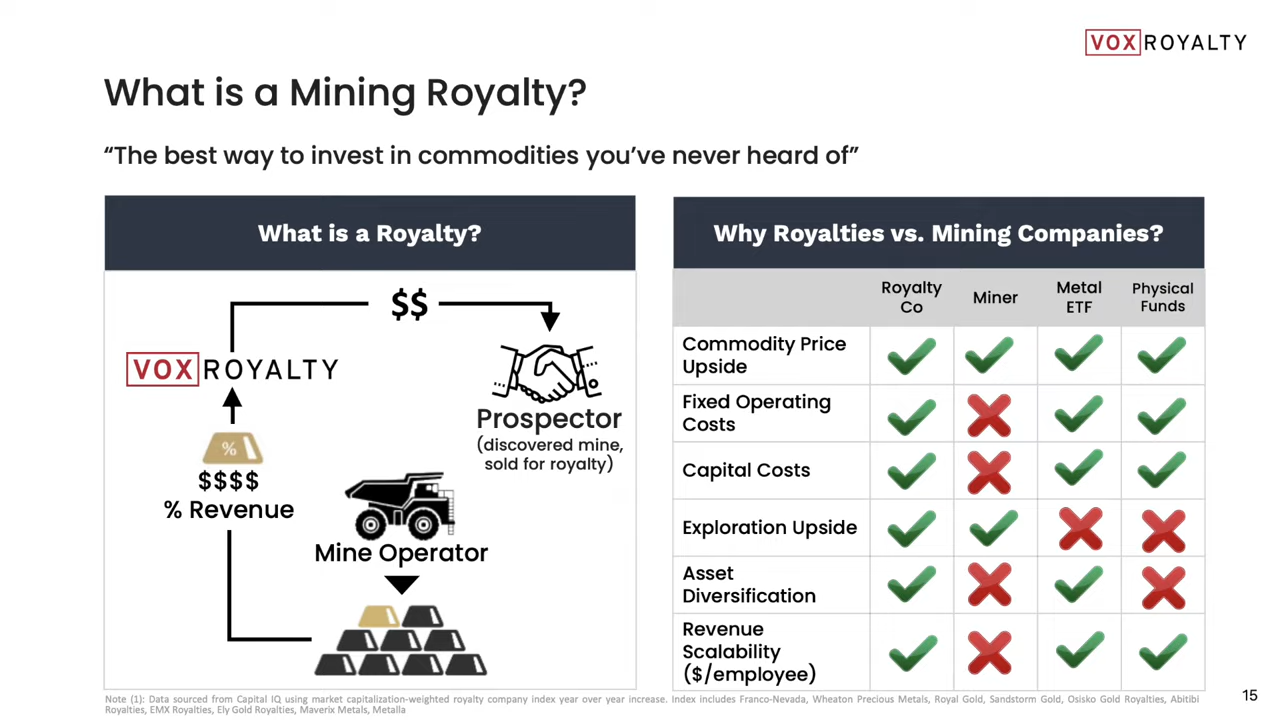 VOX ROYALTY
What is a Mining Royalty?
“The best way to invest in commodities you’ve never heard of”
What is a Royalty?
$$
VOX ROYALTY
Prospector
(discovered mine,
sold for royalty)
%
$$$$
% Revenue
Mine Operator
Why Royalties vs. Mining Companies?
Royalty
Co
Miner
Metal
ETF
Physical
Funds
Commodity Price
Upside
Fixed Operating
Costs
Capital Costs
Exploration Upside
Asset
Diversification
Revenue
Scalability
($/employee)
Note (1): Data sourced from Capital IQ using market capitalization-weighted royalty company index year over year increase. Index includes Franco-Nevada, Wheaton Precious Metals, Royal Gold, Sandstorm Gold, Osisko Gold Royalties, Abitibi
Royalties, EMX Royalties, Ely Gold Royalties, Maverix Metals, Metalla
15